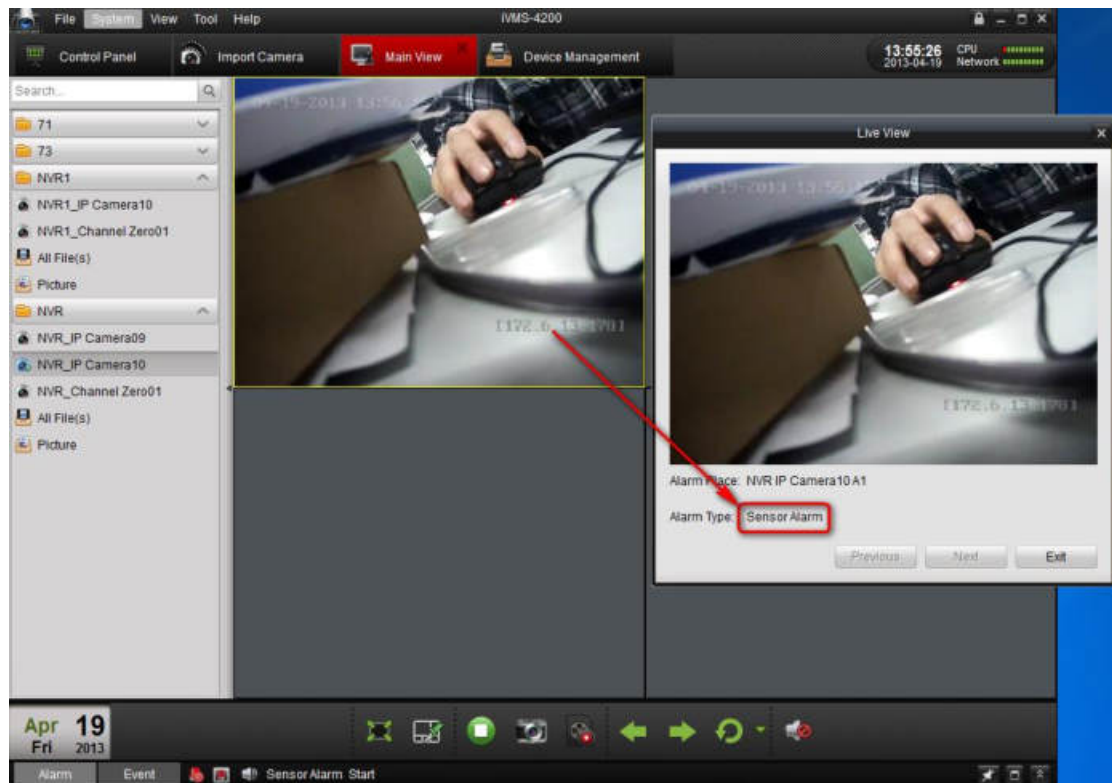 File System View Tool Help
iVMS-4200
Control Panel
Import Camera
Main View
Device Management
13:55:26
2013-04-19
CPU
Network
Search...
71
73
NVR1
NVR1_IP Camera10
NVR1_Channel Zero01
All File(s)
Picture
NVR
NVR_IP Camera09
NVR_IP Camera10
NVR_Channel Zero01
All File(s)
Picture
Live View
Alarm Place: NVR IP Camera10 A1
Alarm Type: Sensor Alarm
Previous
Next
Exit
Apr 19
Fri 2013
Alarm
Event
Sensor Alarm Start